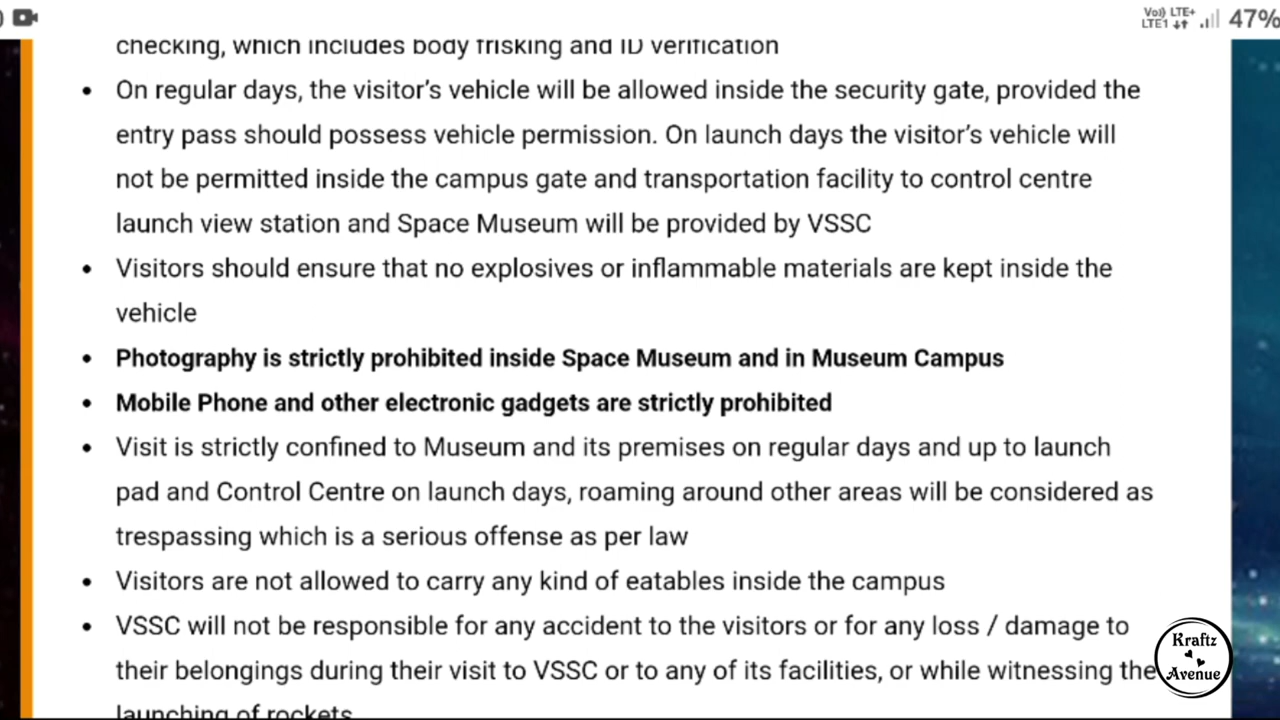 Vo)) LTE+
LTE1 47%
checking, which includes body frisking and ID verification
• On regular days, the visitor's vehicle will be allowed inside the security gate, provided the
entry pass should possess vehicle permission. On launch days the visitor's vehicle will
not be permitted inside the campus gate and transportation facility to control centre
launch view station and Space Museum will be provided by VSSC
• Visitors should ensure that no explosives or inflammable materials are kept inside the
vehicle
• Photography is strictly prohibited inside Space Museum and in Museum Campus
• Mobile Phone and other electronic gadgets are strictly prohibited
• Visit is strictly confined to Museum and its premises on regular days and up to launch
pad and Control Centre on launch days, roaming around other areas will be considered as
trespassing which is a serious offense as per law
• Visitors are not allowed to carry any kind of eatables inside the campus
• VSSC will not be responsible for any accident to the visitors or for any loss / damage to
their belongings during their visit to VSSC or to any of its facilities, or while witnessing the
launching of rockets
Kraftz
Avenue